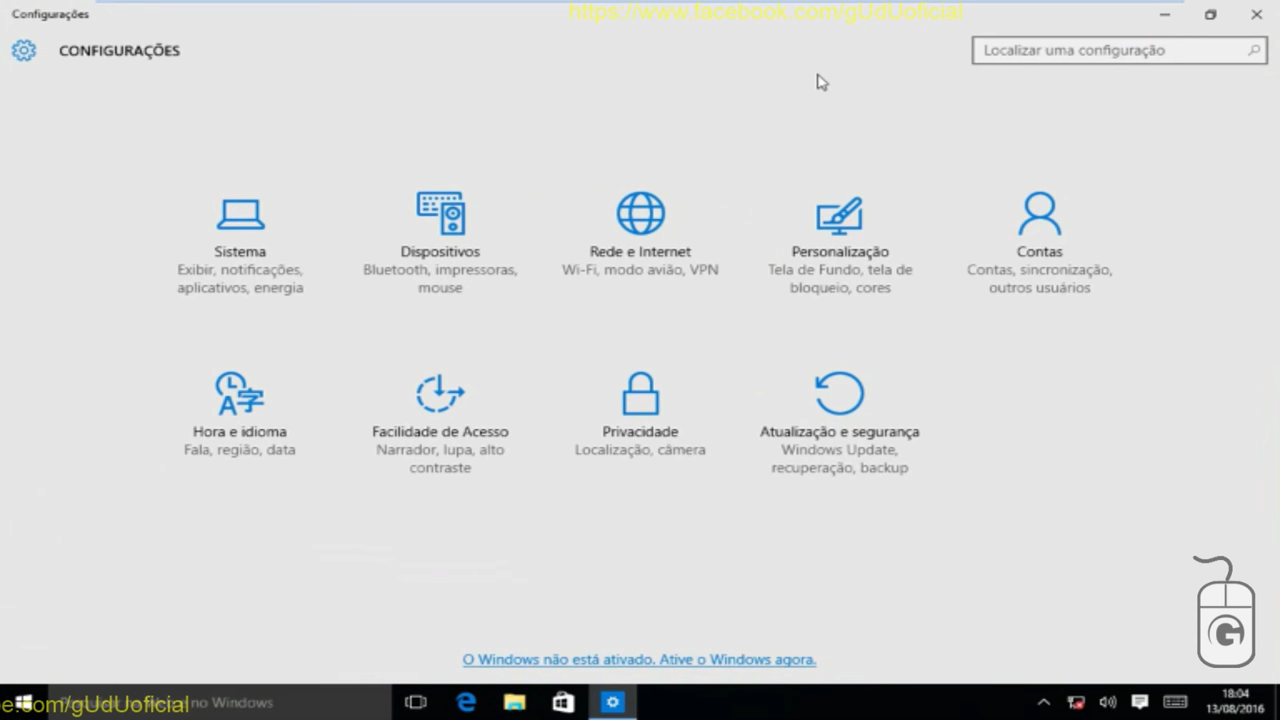 Configurações
https://www.facebook.com/gUdUoficial
CONFIGURAÇÕES
Localizar uma configuração
Sistema
Exibir, notificações,
aplicativos, energia
Dispositivos
Bluetooth, impressoras,
mouse
Rede e Internet
Wi-Fi, modo avião, VPN
Personalização
Tela de Fundo, tela de
bloqueio, cores
Contas
Contas, sincronização,
outros usuários
Hora e idioma
Fala, região, data
Facilidade de Acesso
Narrador, lupa, alto
contraste
Privacidade
Localização, câmera
Atualização e segurança
Windows Update,
recuperação, backup
G
O Windows não está ativado. Ative o Windows agora.
be.com/gUdUoficial
no Windows
18:04
13/08/2016